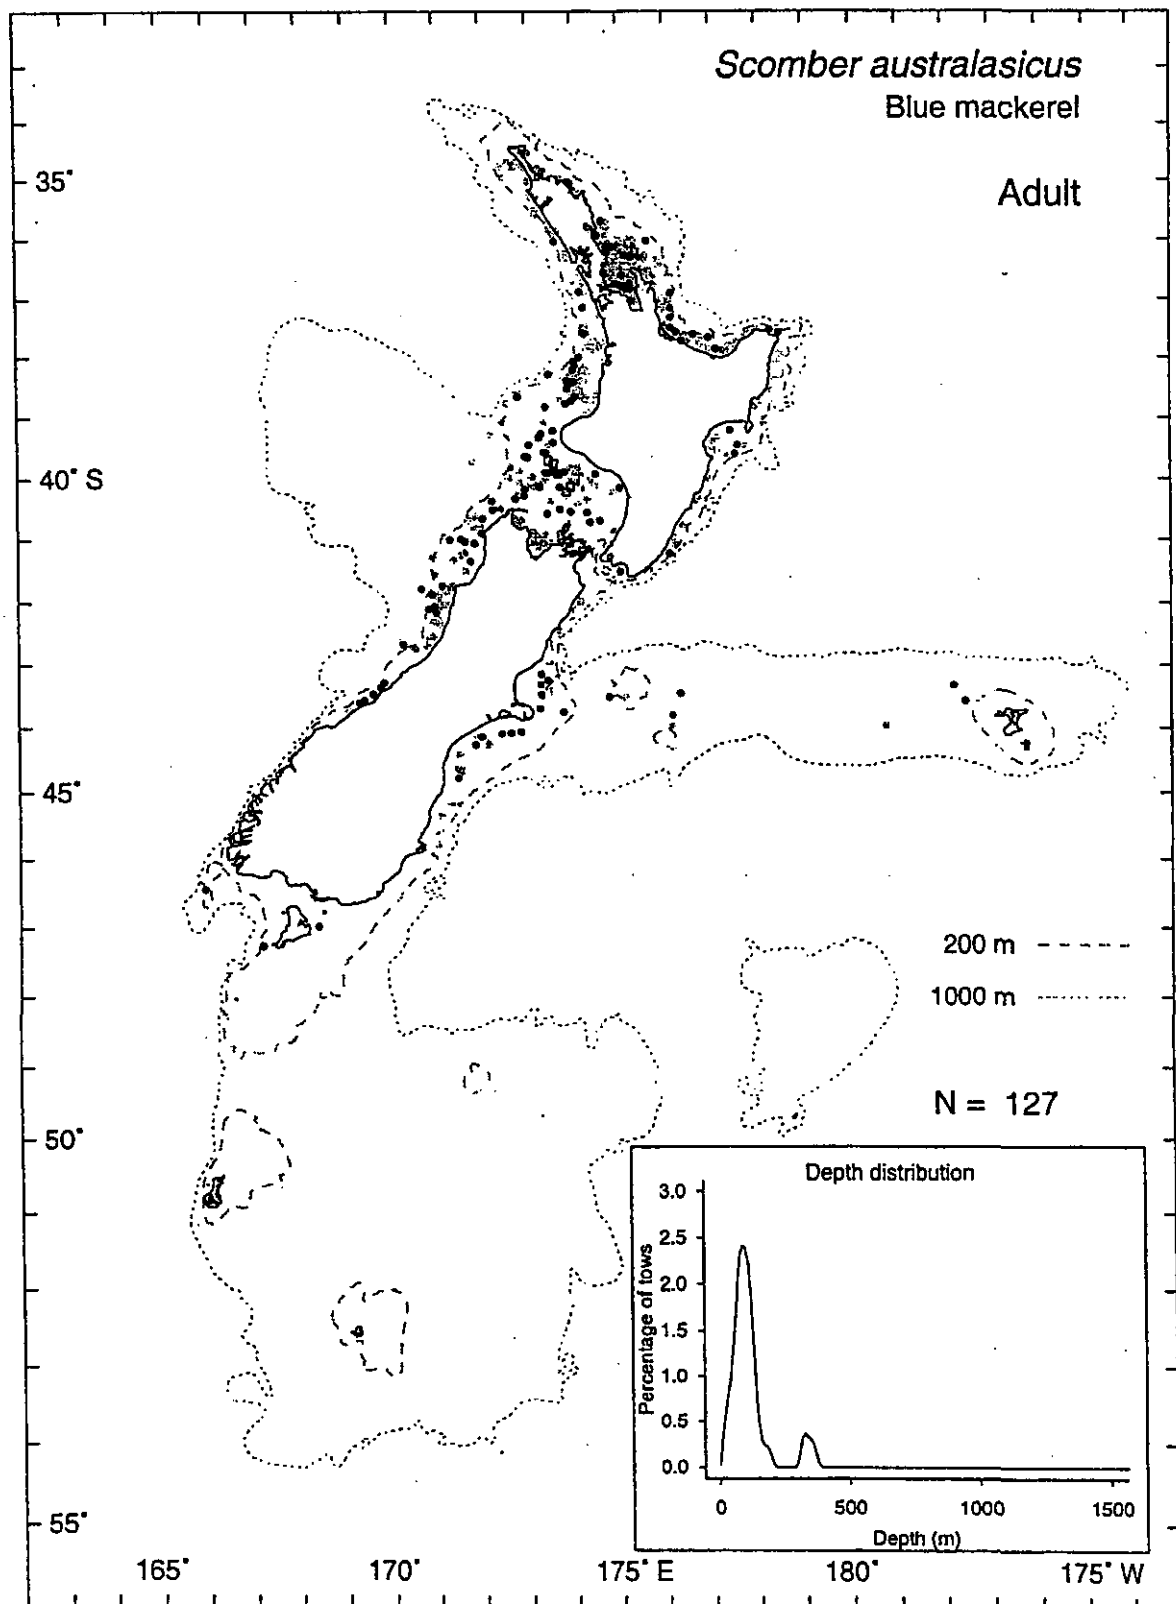 Scomber australasicus
Blue mackerel
Adult
35°
40° S
45°
200 m
1000 m
N = 127
50°
Depth distribution
3.0
2.5
2.0
1.5
1.0
0.5
0.0
Percentage of tows
0 500 1000 1500
Depth (m)
55°
165° 170° 175° E 180° 175° W